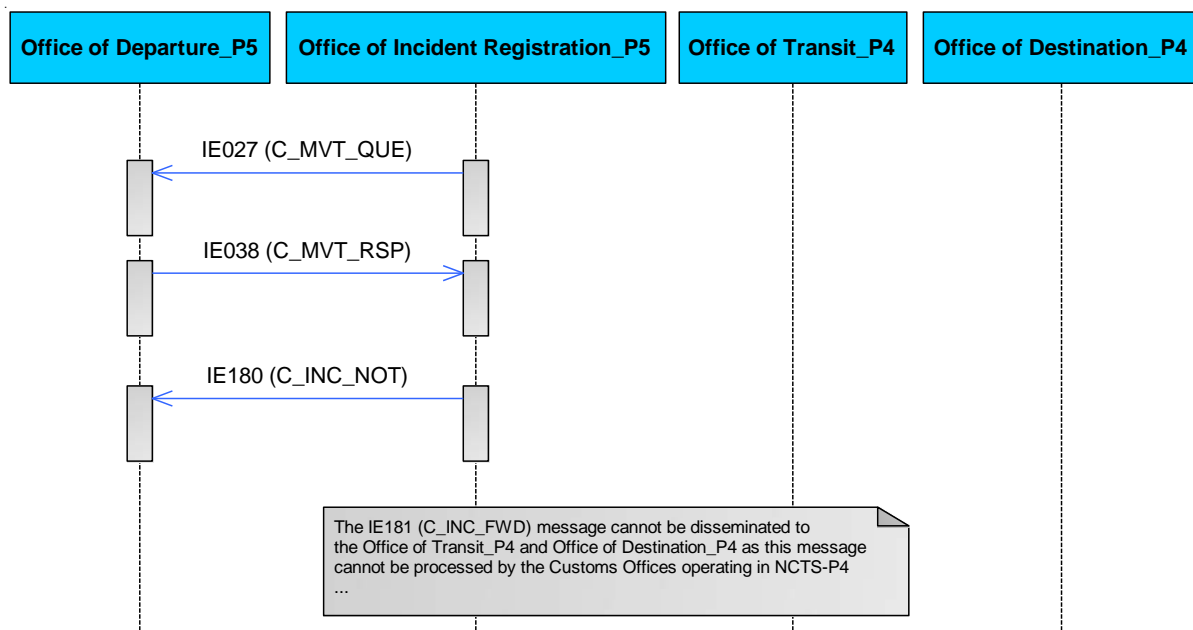 Office of Departure_P5
Office of Incident Registration_P5
Office of Transit_P4
Office of Destination_P4
IE027 (C_MVT_QUE)
IE038 (C_MVT_RSP)
IE180 (C_INC_NOT)
The IE181 (C_INC_FWD) message cannot be disseminated to
the Office of Transit_P4 and Office of Destination_P4 as this message
cannot be processed by the Customs Offices operating in NCTS-P4
...